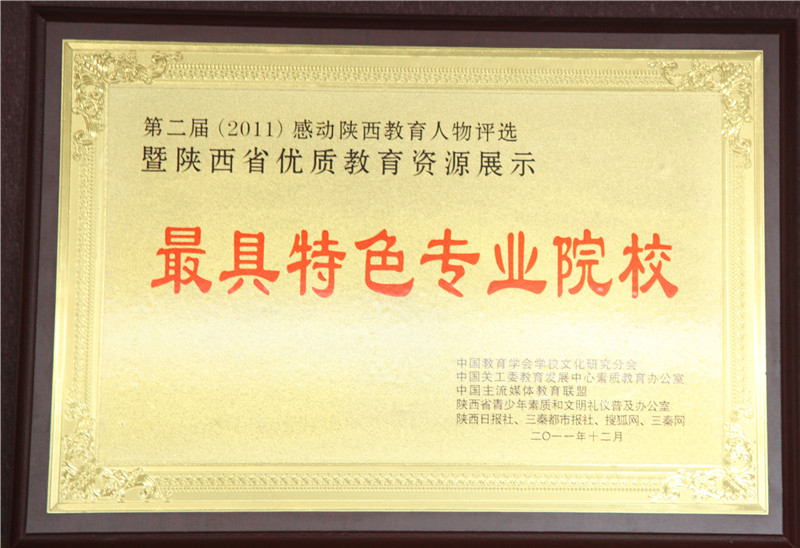 第二届(2011)感动陕西教育人物评选
暨陕西省优质教育资源展示
最具特色专业院校
中国教育学会学校文化研究分会
中国关工委教育发展中心素质教育办公室
中国主流媒体教育联盟
陕西省青少年素质和文明礼仪普及办公室
陕西日报社、三秦都市报社、搜狐网、三秦网
二〇一一年十二月